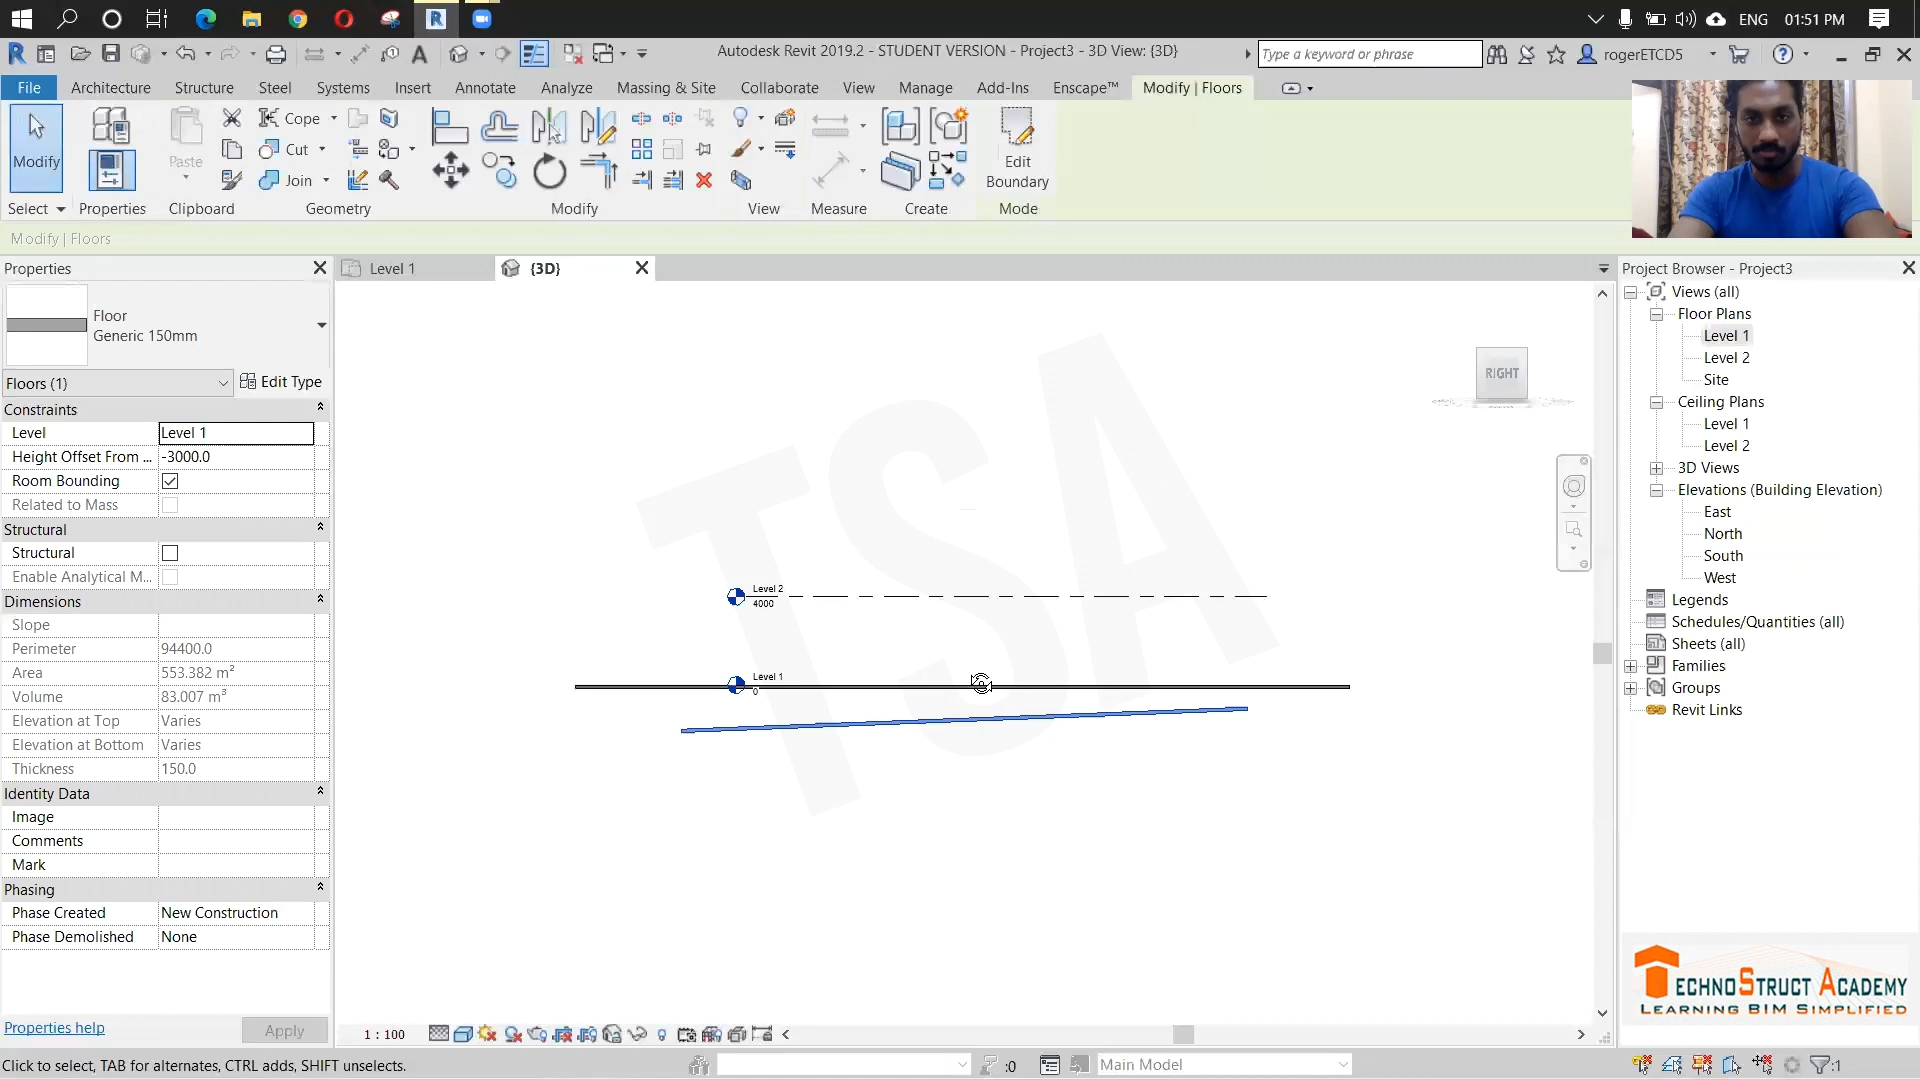 ENG
01:51 PM
Autodesk Revit 2019.2 - STUDENT VERSION - Project3 - 3D View: {3D}
Type a keyword or phrase
rogerETCD5
File
Architecture
Structure
Steel
Systems
Insert
Annotate
Analyze
Massing & Site
Collaborate
View
Manage
Add-Ins
Enscape™
Modify | Floors
Modify
Paste
Cope
Cut
Join
Edit
Boundary
Select
Properties
Clipboard
Geometry
Modify
View
Measure
Create
Mode
Modify | Floors
Properties
Level 1
{3D}
Project Browser - Project3
Floor
Generic 150mm
Floors (1)
Edit Type
Constraints
Level
Level 1
Height Offset From ...
-3000.0
Room Bounding
Related to Mass
Structural
Structural
Enable Analytical M...
Dimensions
Slope
Perimeter
94400.0
Area
553.382 m²
Volume
83.007 m³
Elevation at Top
Varies
Elevation at Bottom
Varies
Thickness
150.0
Identity Data
Image
Comments
Mark
Phasing
Phase Created
New Construction
Phase Demolished
None
Properties help
Apply
TSA
RIGHT
Level 2
4000
Level 1
0
Views (all)
Floor Plans
Level 1
Level 2
Site
Ceiling Plans
Level 1
Level 2
3D Views
Elevations (Building Elevation)
East
North
South
West
Legends
Schedules/Quantities (all)
Sheets (all)
Families
Groups
Revit Links
TECHNOSTRUCT ACADEMY
LEARNING BIM SIMPLIFIED
1 : 100
Click to select, TAB for alternates, CTRL adds, SHIFT unselects.
:0
Main Model
:1